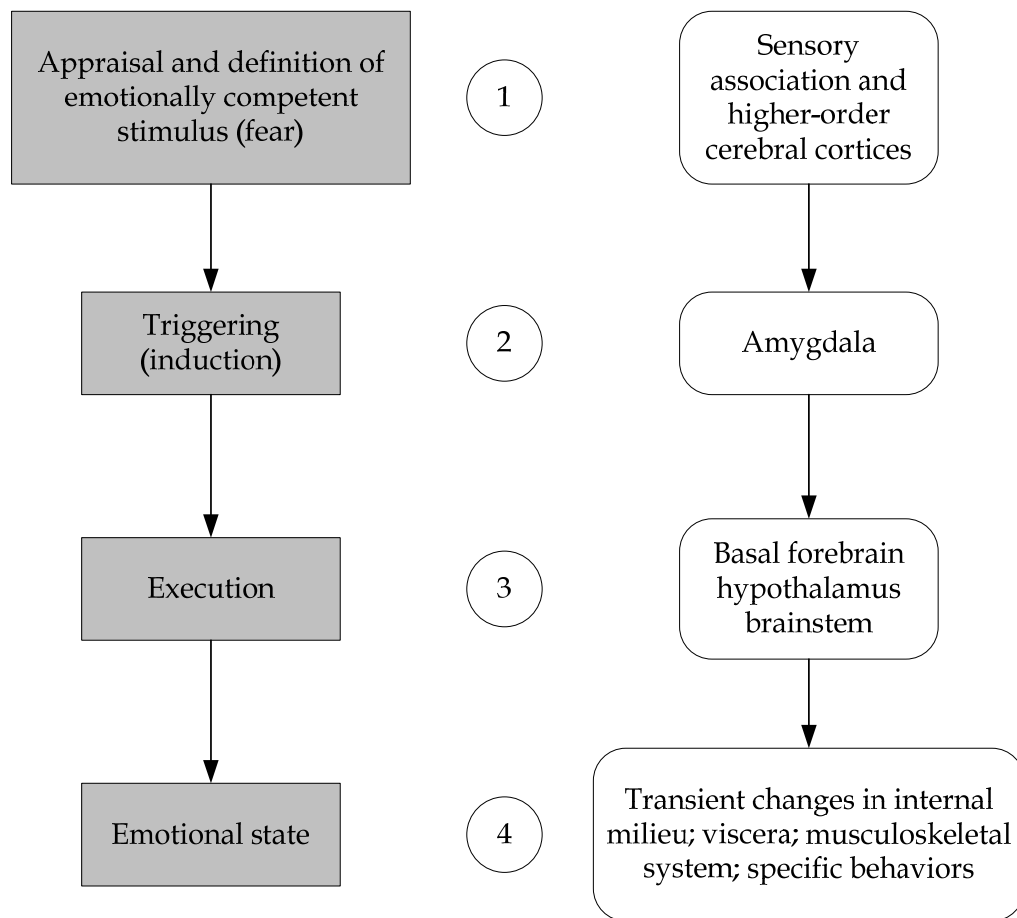 Appraisal and definition of
emotionally competent
stimulus (fear)
1
Sensory
association and
higher-order
cerebral cortices
Triggering
(induction)
2
Amygdala
Execution
3
Basal forebrain
hypothalamus
brainstem
Emotional state
4
Transient changes in internal
milieu; viscera; musculoskeletal
system; specific behaviors